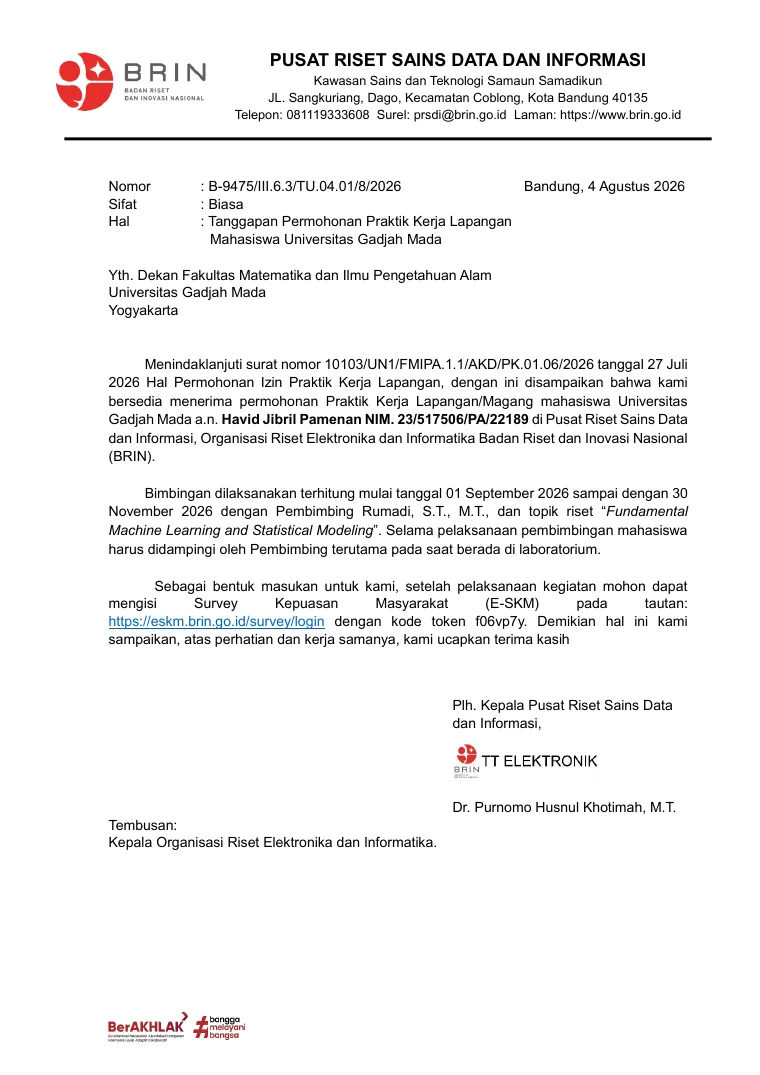 BRIN
BADAN RISET
DAN INOVASI NASIONAL
PUSAT RISET SAINS DATA DAN INFORMASI
Kawasan Sains dan Teknologi Samaun Samadikun
JL. Sangkuriang, Dago, Kecamatan Coblong, Kota Bandung 40135
Telepon: 081119333608 Surel: prsdi@brin.go.id Laman: https://www.brin.go.id
Nomor : B-9475/III.6.3/TU.04.01/8/2026 Bandung, 4 Agustus 2026
Sifat : Biasa
Hal : Tanggapan Permohonan Praktik Kerja Lapangan
Mahasiswa Universitas Gadjah Mada
Yth. Dekan Fakultas Matematika dan Ilmu Pengetahuan Alam
Universitas Gadjah Mada
Yogyakarta
Menindaklanjuti surat nomor 10103/UN1/FMIPA.1.1/AKD/PK.01.06/2026 tanggal 27 Juli
2026 Hal Permohonan Izin Praktik Kerja Lapangan, dengan ini disampaikan bahwa kami
bersedia menerima permohonan Praktik Kerja Lapangan/Magang mahasiswa Universitas
Gadjah Mada a.n. Havid Jibril Pamenan NIM. 23/517506/PA/22189 di Pusat Riset Sains Data
dan Informasi, Organisasi Riset Elektronika dan Informatika Badan Riset dan Inovasi Nasional
(BRIN).
Bimbingan dilaksanakan terhitung mulai tanggal 01 September 2026 sampai dengan 30
November 2026 dengan Pembimbing Rumadi, S.T., M.T., dan topik riset “Fundamental
Machine Learning and Statistical Modeling”. Selama pelaksanaan pembimbingan mahasiswa
harus didampingi oleh Pembimbing terutama pada saat berada di laboratorium.
Sebagai bentuk masukan untuk kami, setelah pelaksanaan kegiatan mohon dapat
mengisi Survey Kepuasan Masyarakat (E-SKM) pada tautan:
https://eskm.brin.go.id/survey/login dengan kode token f06vp7y. Demikian hal ini kami
sampaikan, atas perhatian dan kerja samanya, kami ucapkan terima kasih
Plh. Kepala Pusat Riset Sains Data
dan Informasi,
BRIN
TT ELEKTRONIK
Dr. Purnomo Husnul Khotimah, M.T.
Tembusan:
Kepala Organisasi Riset Elektronika dan Informatika.
BerAKHLAK
Berorientasi Pelayanan Akuntabel Kompeten
Harmonis Loyal Adaptif Kolaboratif
#bangga
melayani
bangsa